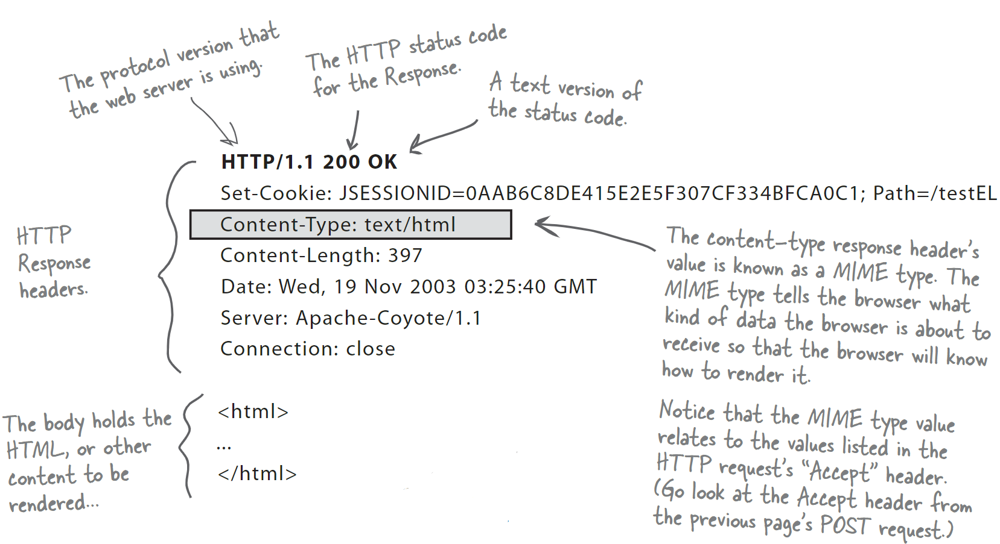 The protocol version that
the web server is using.
The HTTP status code
for the Response.
A text version of
the status code.
HTTP/1.1 200 OK
Set-Cookie: JSESSIONID=0AAB6C8DE415E2E5F307CF334BFCA0C1; Path=/testEL
Content-Type: text/html
Content-Length: 397
Date: Wed, 19 Nov 2003 03:25:40 GMT
Server: Apache-Coyote/1.1
Connection: close
HTTP
Response
headers.
The content-type response header's
value is known as a MIME type. The
MIME type tells the browser what
kind of data the browser is about to
receive so that the browser will know
how to render it.
<html>
...
</html>
The body holds the
HTML, or other
content to be
rendered...
Notice that the MIME type value
relates to the values listed in the
HTTP request's “Accept” header.
(Go look at the Accept header from
the previous page's POST request.)